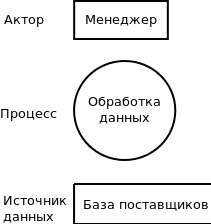 Актор
Менеджер
Процесс
Обработка
данных
Источник
данных
База поставщиков